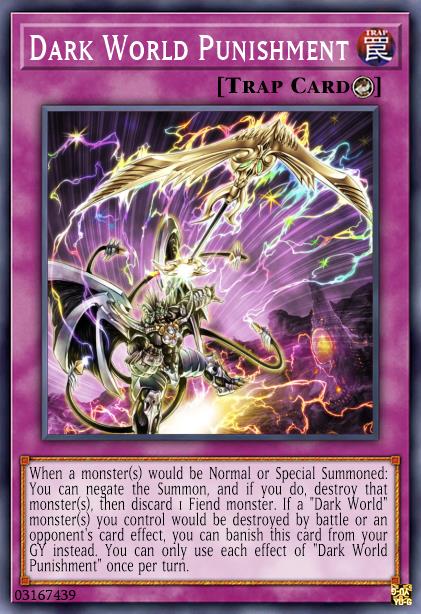 DARK WORLD PUNISHMENT
TRAP
罠
[TRAP CARD]
When a monster(s) would be Normal or Special Summoned:
You can negate the Summon, and if you do, destroy that
monster(s), then discard 1 Fiend monster. If a "Dark World"
monster(s) you control would be destroyed by battle or an
opponent's card effect, you can banish this card from your
GY instead. You can only use each effect of "Dark World
Punishment" once per turn.
03167439